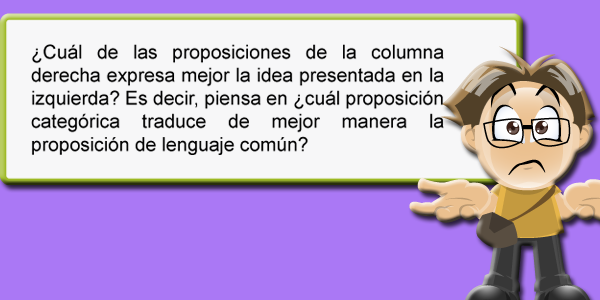 ¿Cuál de las proposiciones de la columna
derecha expresa mejor la idea presentada en la
izquierda? Es decir, piensa en ¿cuál proposición
categórica traduce de mejor manera la
proposición de lenguaje común?